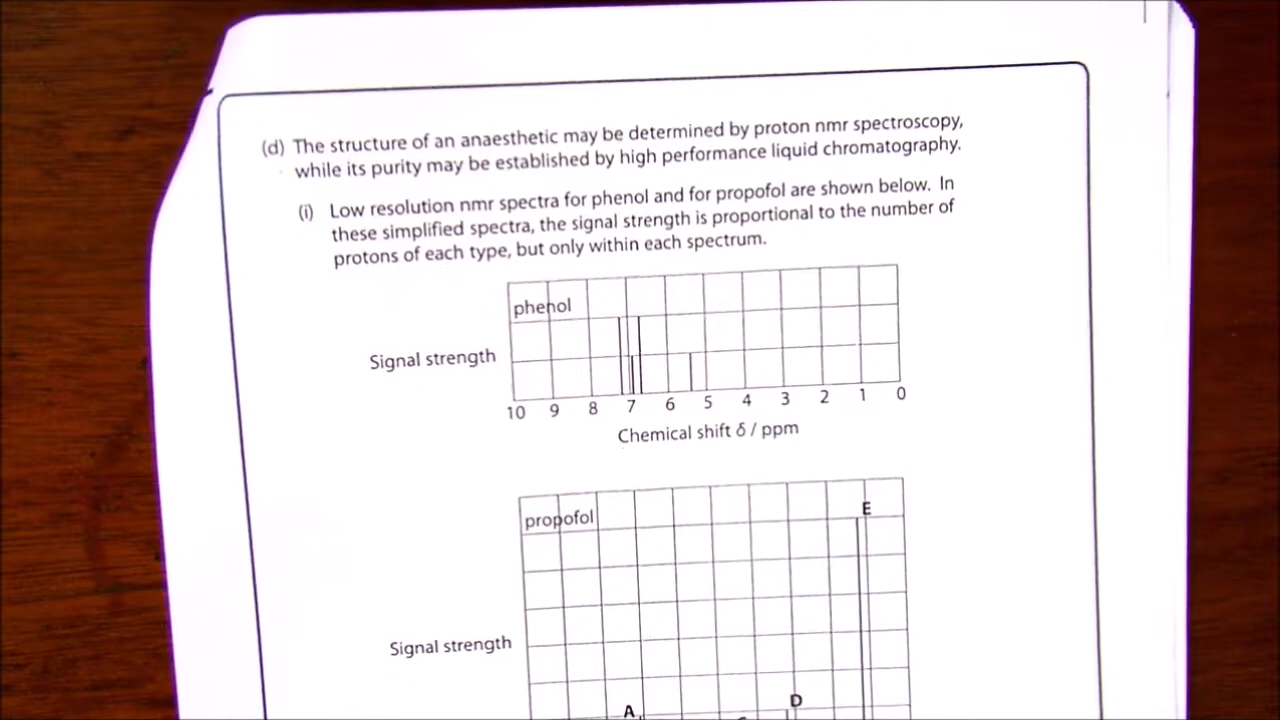 (d) The structure of an anaesthetic may be determined by proton nmr spectroscopy,
while its purity may be established by high performance liquid chromatography.
(i) Low resolution nmr spectra for phenol and for propofol are shown below. In
these simplified spectra, the signal strength is proportional to the number of
protons of each type, but only within each spectrum.
phenol
Signal strength
10 9 8 7 6 5 4 3 2 1 0
Chemical shift δ / ppm
propofol
E
Signal strength
D
A